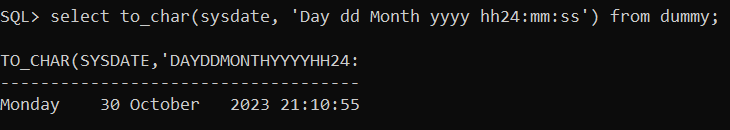 SQL> select to_char(sysdate, 'Day dd Month yyyy hh24:mm:ss') from dummy;
TO_CHAR(SYSDATE,'DAYDDMONTHYYYYHH24:
------------------------------------
Monday    30 October   2023 21:10:55